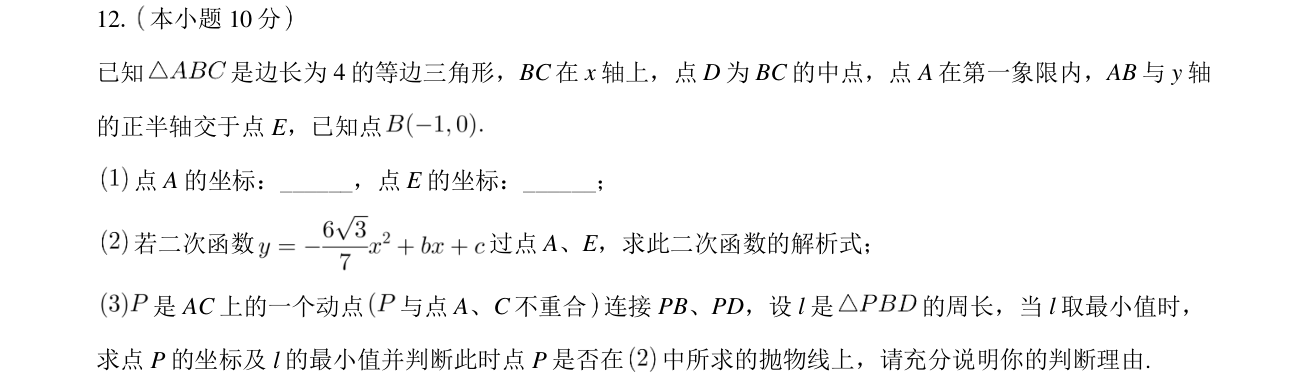 12.（本小题 10 分）
已知△ABC 是边长为 4 的等边三角形，BC 在 x 轴上，点 D 为 BC 的中点，点 A 在第一象限内，AB 与 y 轴
的正半轴交于点 E，已知点 B(−1,0).
(1) 点 A 的坐标：______，点 E 的坐标：______；
(2) 若二次函数 y = −\frac{6\sqrt{3}}{7}x² + bx + c 过点 A、E，求此二次函数的解析式；
(3)P 是 AC 上的一个动点(P 与点 A、C 不重合)连接 PB、PD，设 l 是△PBD 的周长，当 l 取最小值时，
求点 P 的坐标及 l 的最小值并判断此时点 P 是否在(2)中所求的抛物线上，请充分说明你的判断理由.